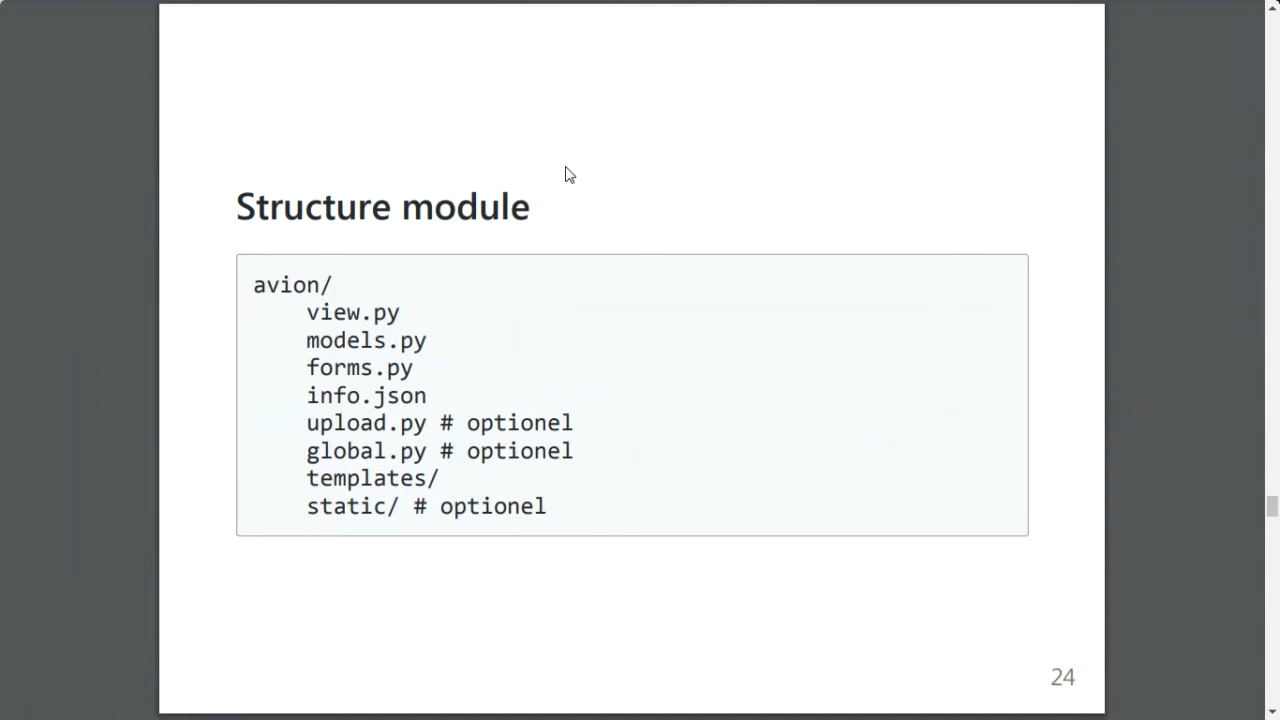 Structure module
avion/
view.py
models.py
forms.py
info.json
upload.py # optionel
global.py # optionel
templates/
static/ # optionel
24